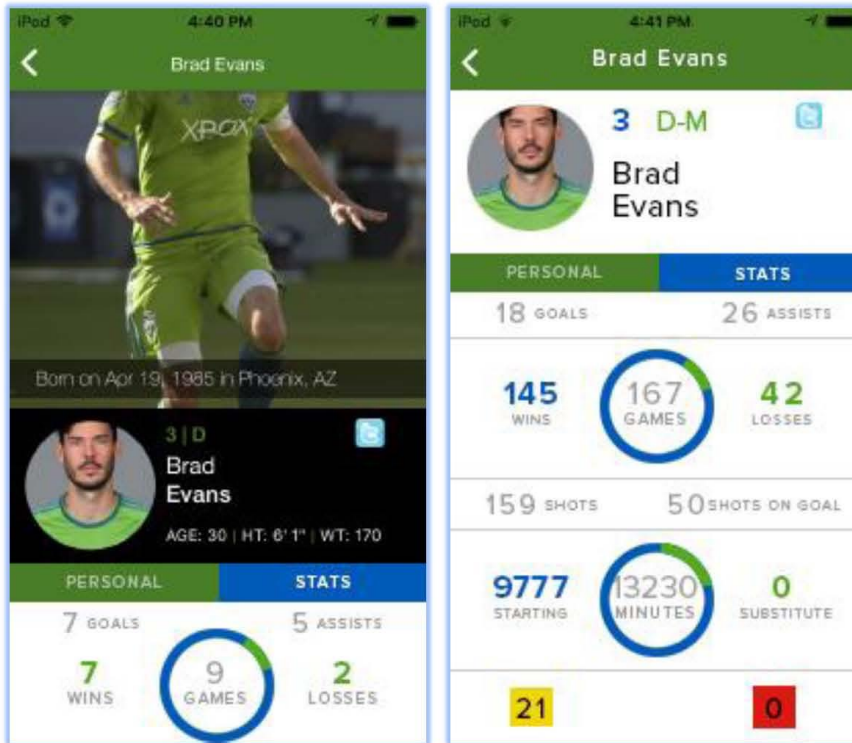 iPod 4:40 PM
Brad Evans
XBOX
Born on Apr 19, 1985 in Phoenix, AZ
3 | D
Brad
Evans
AGE: 30 | HT: 6' 1" | WT: 170
PERSONAL STATS
7 GOALS 5 ASSISTS
7 WINS 9 GAMES 2 LOSSES
iPod 4:41 PM
Brad Evans
3 D-M
Brad
Evans
PERSONAL STATS
18 GOALS 26 ASSISTS
145 WINS 167 GAMES 42 LOSSES
159 SHOTS 50 SHOTS ON GOAL
9777 STARTING 13230 MINUTES 0 SUBSTITUTE
21 0